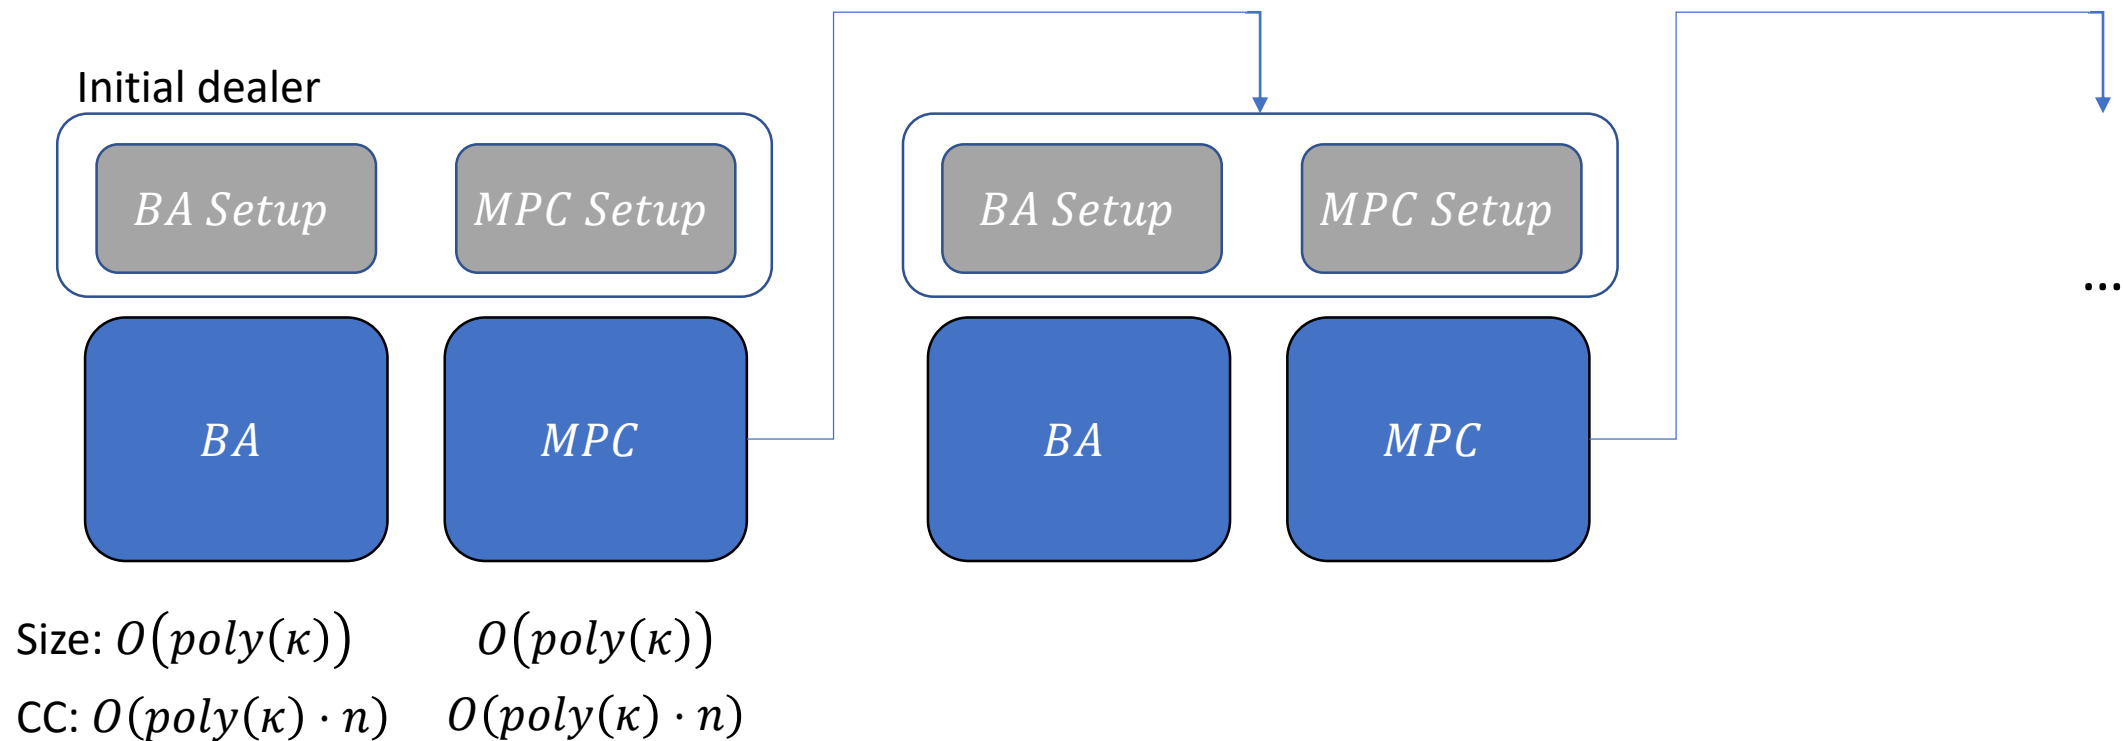 Initial dealer
BA Setup MPC Setup BA Setup MPC Setup
...
BA MPC BA MPC
Size: O(poly(κ)) O(poly(κ))
CC: O(poly(κ) · n) O(poly(κ) · n)